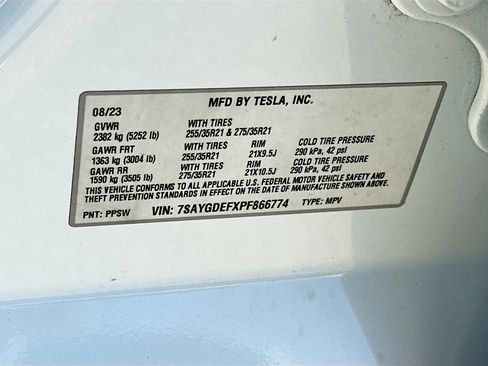 08/23 MFD BY TESLA, INC.
GVWR WITH TIRES
2382 kg (5252 lb) 255/35R21 & 275/35R21
GAWR FRT WITH TIRES RIM COLD TIRE PRESSURE
1363 kg (3004 lb) 255/35R21 21X9.5J 290 kPa, 42 psi
GAWR RR WITH TIRES RIM COLD TIRE PRESSURE
1590 kg (3505 lb) 275/35R21 21X10.5J 290 kPa, 42 psi
THIS VEHICLE CONFORMS TO ALL APPLICABLE U.S. FEDERAL MOTOR VEHICLE SAFETY AND
THEFT PREVENTION STANDARDS IN EFFECT ON THE DATE OF MANUFACTURE SHOWN ABOVE.
PNT: PPSW VIN: 7SAYGDEFXPF866774 TYPE: MPV